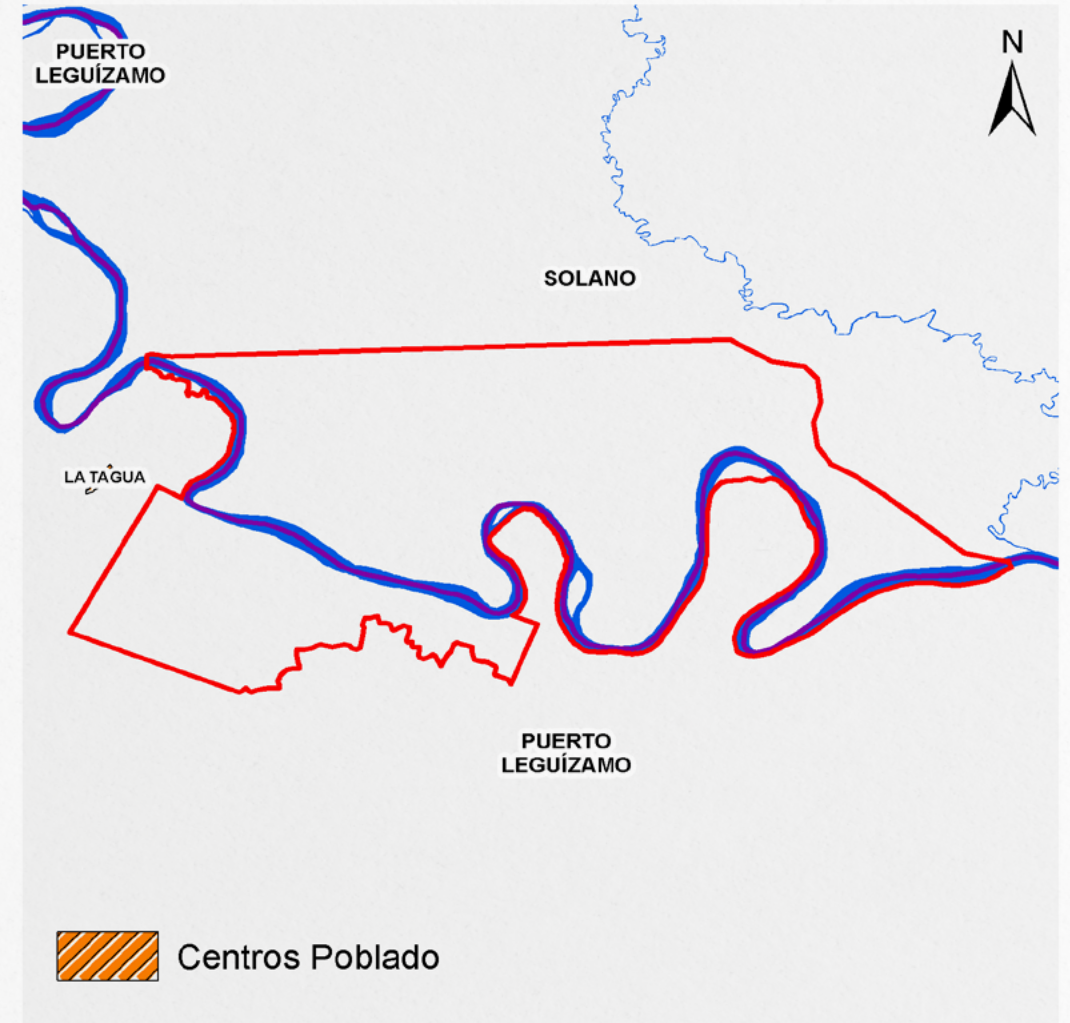 PUERTO
LEGUÍZAMO
N
SOLANO
LA TAGUA
PUERTO
LEGUÍZAMO
Centros Poblado